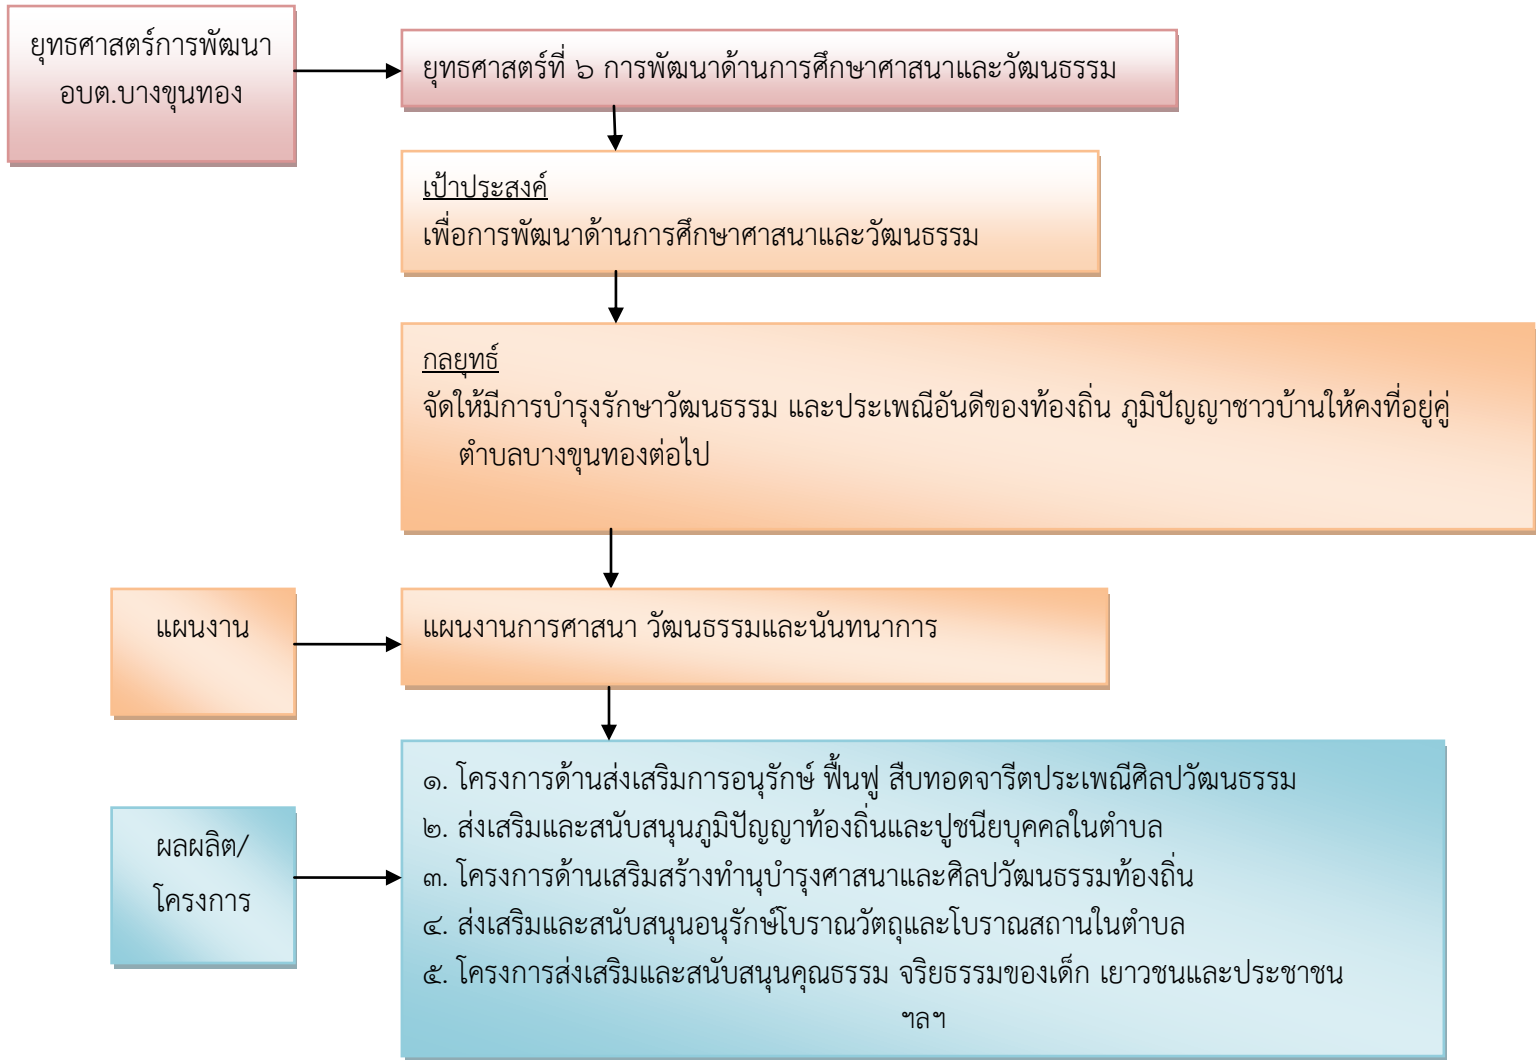 ยุทธศาสตร์การพัฒนา
อบต.บางขุนทอง
ยุทธศาสตร์ที่ ๖ การพัฒนาด้านการศึกษาศาสนาและวัฒนธรรม
เป้าประสงค์
เพื่อการพัฒนาด้านการศึกษาศาสนาและวัฒนธรรม
กลยุทธ์
จัดให้มีการบำรุงรักษาวัฒนธรรม และประเพณีอันดีของท้องถิ่น ภูมิปัญญาชาวบ้านให้คงที่อยู่คู่
ตำบลบางขุนทองต่อไป
แผนงาน
แผนงานการศาสนา วัฒนธรรมและนันทนาการ
ผลผลิต/
โครงการ
๑. โครงการด้านส่งเสริมการอนุรักษ์ ฟื้นฟู สืบทอดจารีตประเพณีศิลปวัฒนธรรม
๒. ส่งเสริมและสนับสนุนภูมิปัญญาท้องถิ่นและปูชนียบุคคลในตำบล
๓. โครงการด้านเสริมสร้างทำนุบำรุงศาสนาและศิลปวัฒนธรรมท้องถิ่น
๔. ส่งเสริมและสนับสนุนอนุรักษ์โบราณวัตถุและโบราณสถานในตำบล
๕. โครงการส่งเสริมและสนับสนุนคุณธรรม จริยธรรมของเด็ก เยาวชนและประชาชน
ฯลฯ